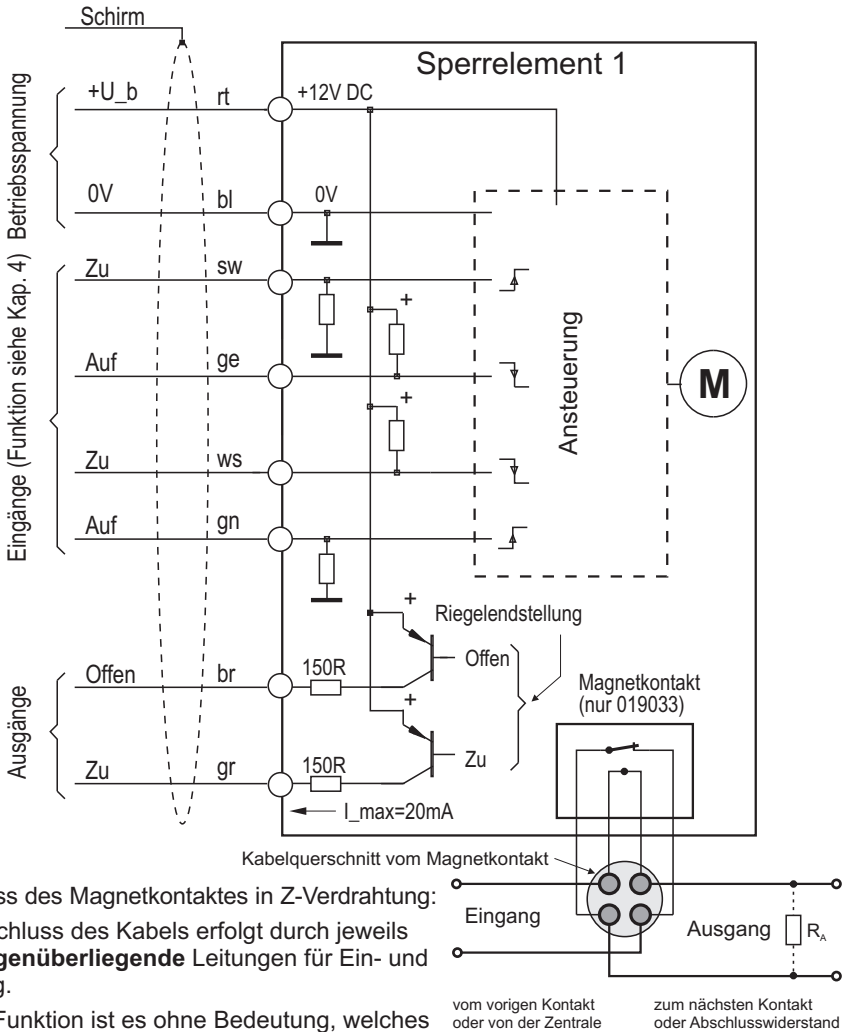 Schirm
Sperrelement 1
+U_b rt +12V DC
Betriebsspannung
0V bl 0V
Eingänge (Funktion siehe Kap. 4)
Zu sw
+
Auf ge
+
Zu ws
Auf gn
Ansteuerung
M
+
Riegelendstellung
Ausgänge
Offen br 150R Offen
+
Zu gr 150R Zu
I_max=20mA
Magnetkontakt
(nur 019033)
Kabelquerschnitt vom Magnetkontakt
ss des Magnetkontaktes in Z-Verdrahtung:
schluss des Kabels erfolgt durch jeweils
genüberliegende Leitungen für Ein- und
g.
Funktion ist es ohne Bedeutung, welches
Eingang
Ausgang
R_A
vom vorigen Kontakt
oder von der Zentrale
zum nächsten Kontakt
oder Abschlusswiderstand